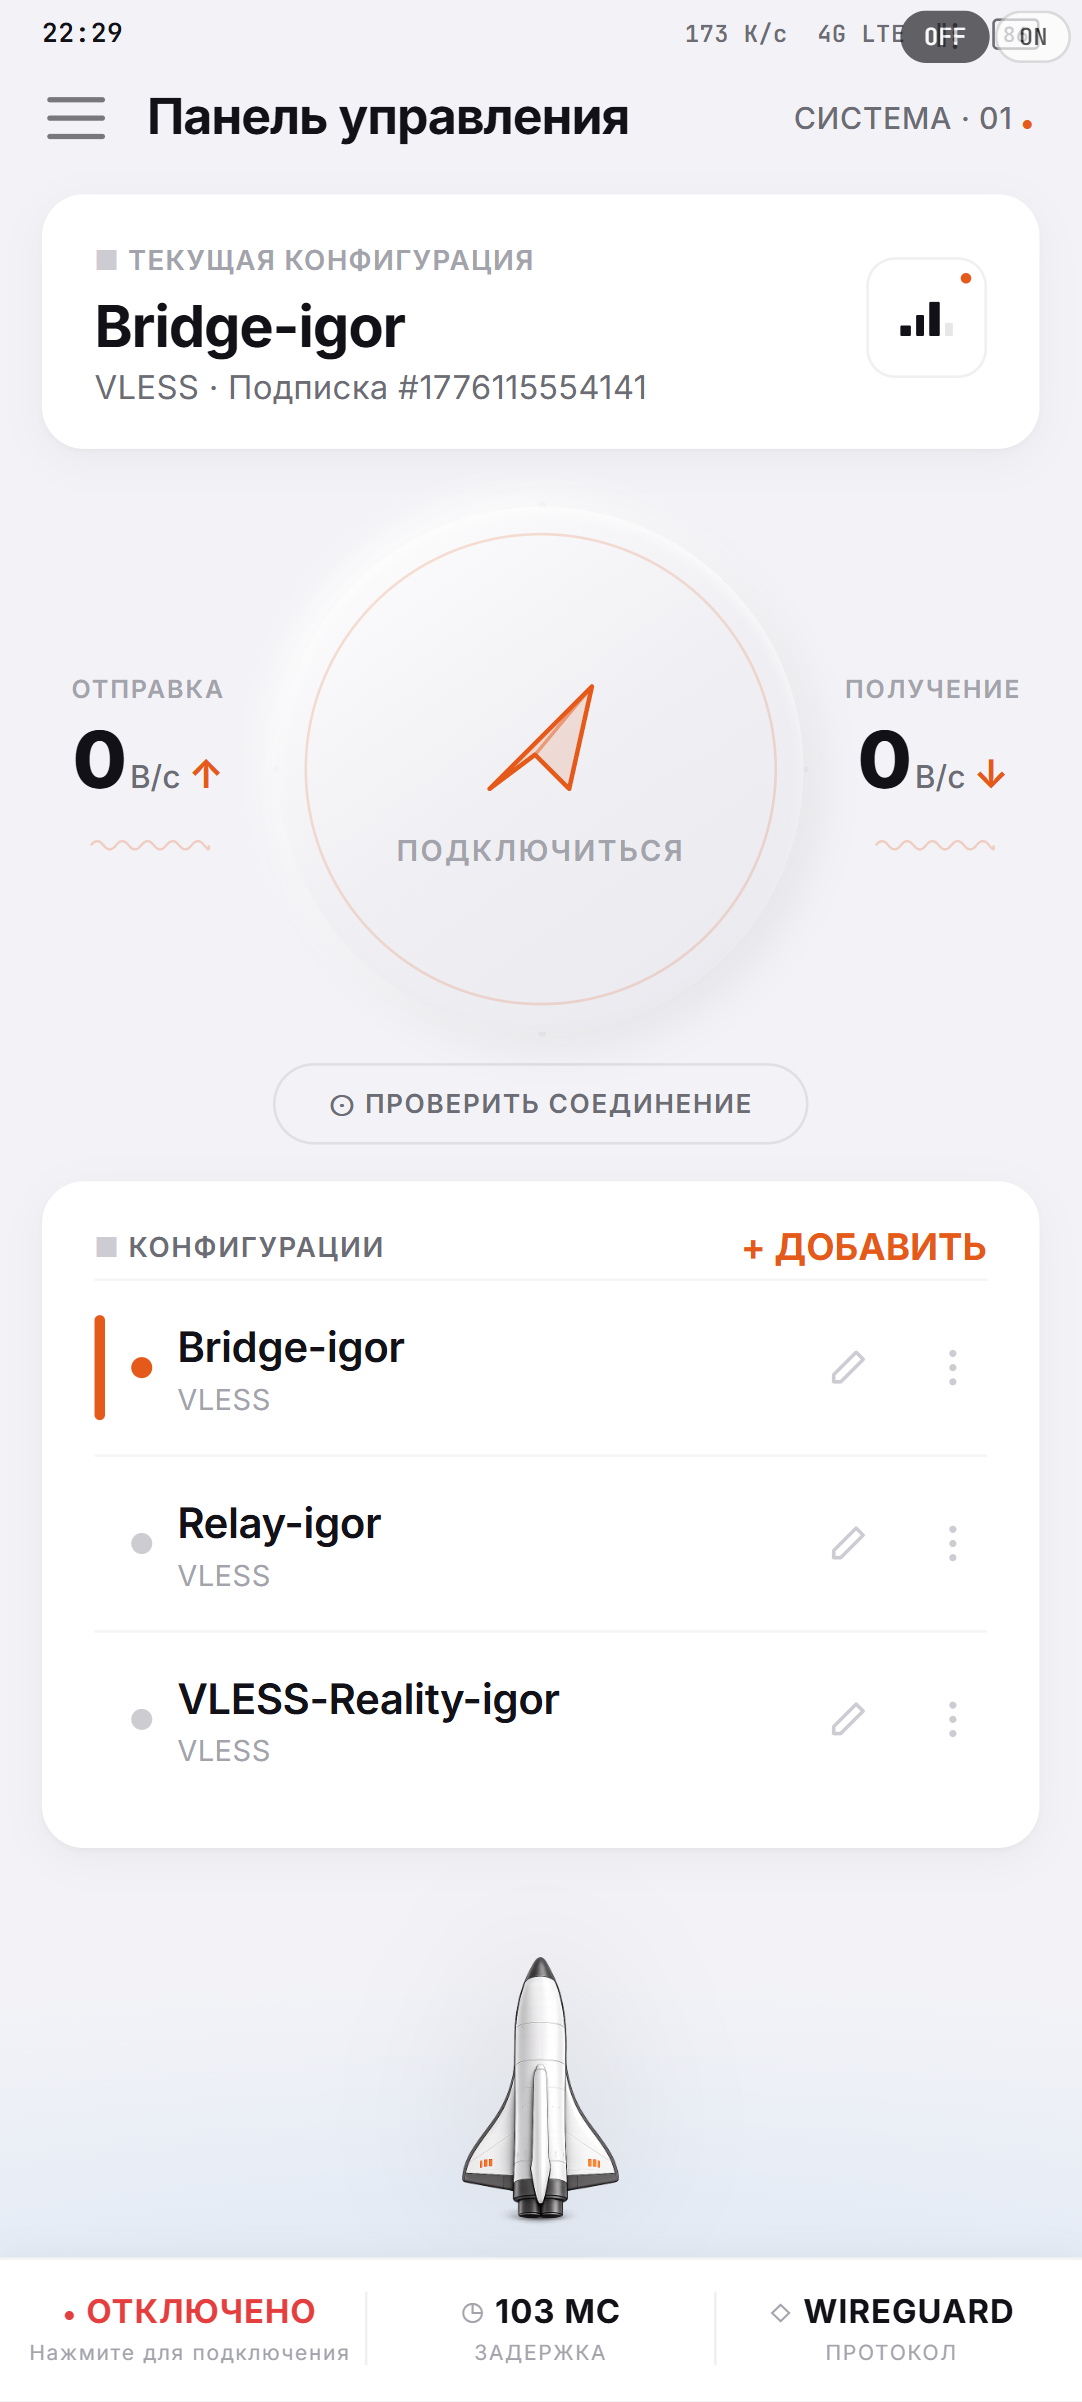 22:29
173 K/c 4G LTE OFF ON
Панель управления
СИСТЕМА · 01
ТЕКУЩАЯ КОНФИГУРАЦИЯ
Bridge-igor
VLESS · Подписка #1776115554141
ОТПРАВКА
0 B/c ↑
ПОЛУЧЕНИЕ
0 B/c ↓
ПОДКЛЮЧИТЬСЯ
ПРОВЕРИТЬ СОЕДИНЕНИЕ
КОНФИГУРАЦИИ
+ ДОБАВИТЬ
Bridge-igor
VLESS
Relay-igor
VLESS
VLESS-Reality-igor
VLESS
ОТКЛЮЧЕНО
Нажмите для подключения
103 МС
ЗАДЕРЖКА
WIREGUARD
ПРОТОКОЛ